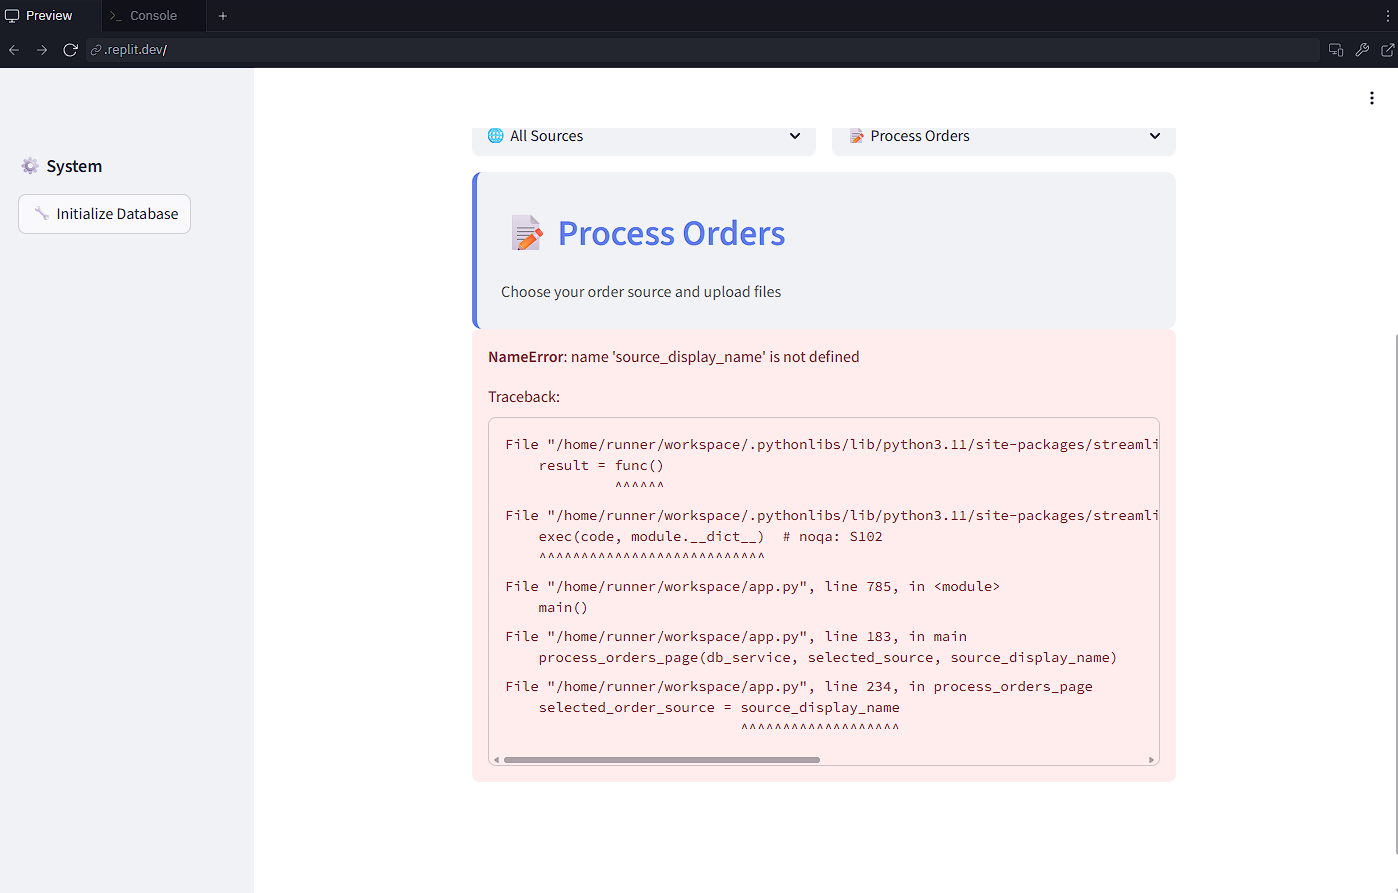 Preview
>_ Console
+
.replit.dev/
System
Initialize Database
All Sources
Process Orders
Process Orders
Choose your order source and upload files
NameError: name 'source_display_name' is not defined
Traceback:
File "/home/runner/workspace/.pythonlibs/lib/python3.11/site-packages/streamli
result = func()
^^^^^^
File "/home/runner/workspace/.pythonlibs/lib/python3.11/site-packages/streamli
exec(code, module.__dict__)  # noqa: S102
^^^^^^^^^^^^^^^^^^^^^^^^^^^
File "/home/runner/workspace/app.py", line 785, in <module>
main()
File "/home/runner/workspace/app.py", line 183, in main
process_orders_page(db_service, selected_source, source_display_name)
File "/home/runner/workspace/app.py", line 234, in process_orders_page
selected_order_source = source_display_name
^^^^^^^^^^^^^^^^^^^